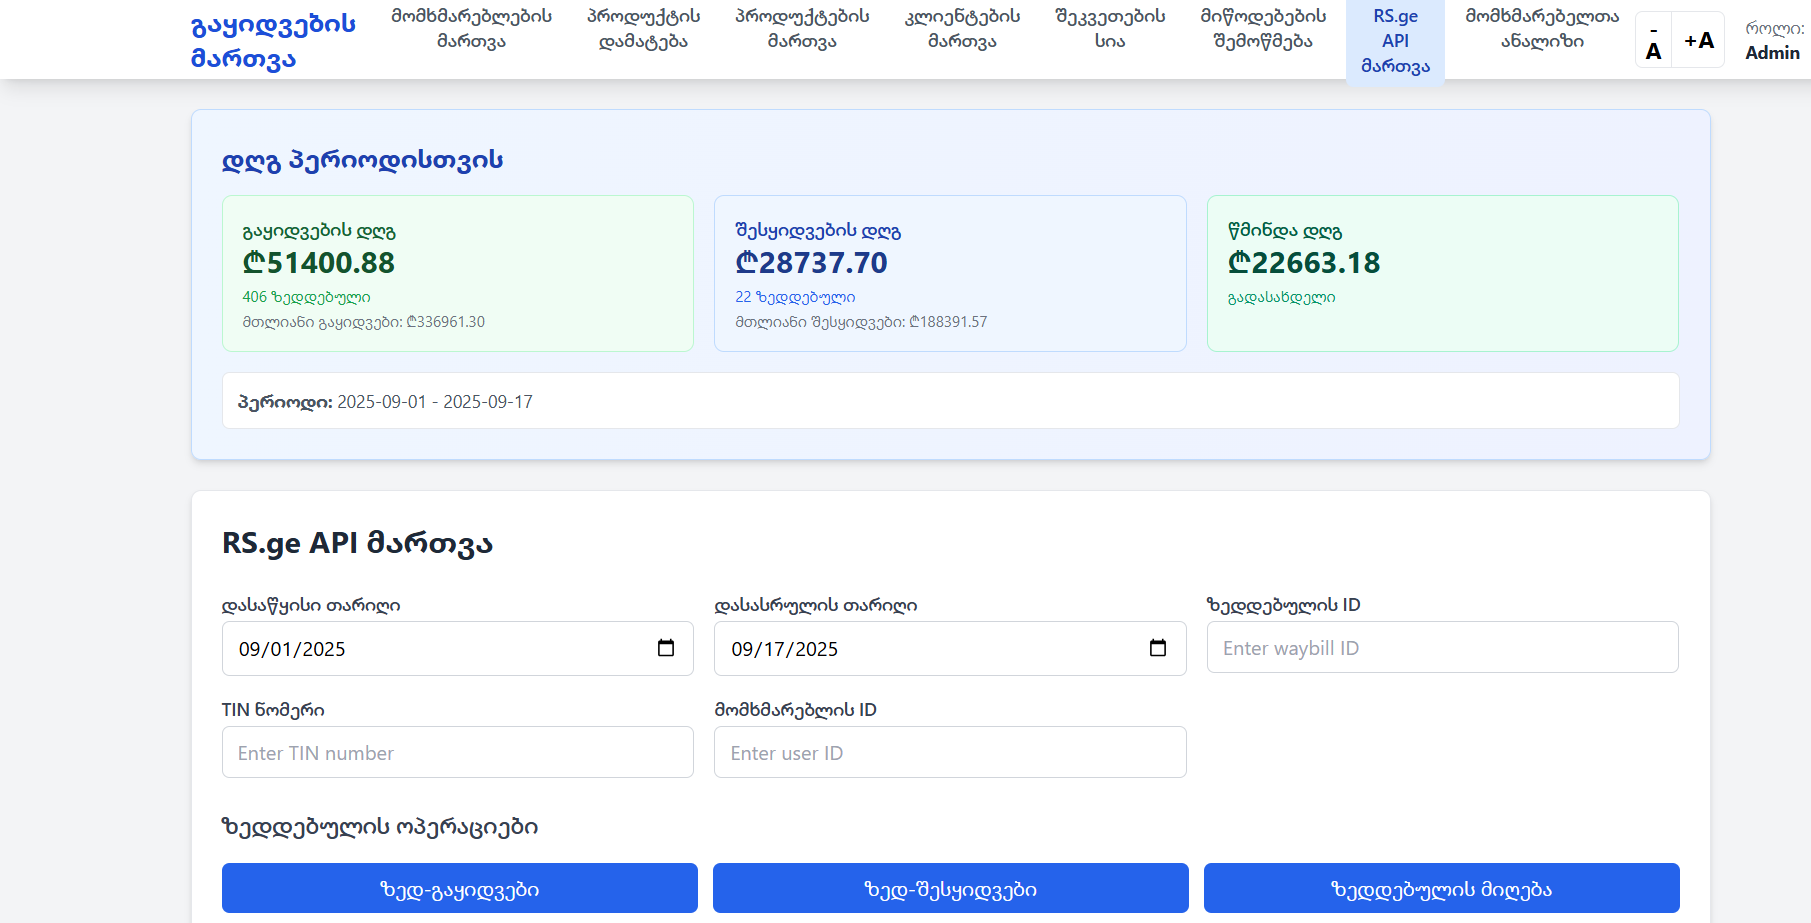 გაყიდვების
მართვა
მომხმარებლების
მართვა
პროდუქტის
დამატება
პროდუქტების
მართვა
კლიენტების
მართვა
შეკვეთების
სია
მიწოდებების
შემოწმება
RS.ge
API
მართვა
მომხმარებელთა
ანალიზი
-
A
+A
როლი:
Admin
დღგ პერიოდისთვის
გაყიდვების დღგ
₾51400.88
406 ზედდებული
მთლიანი გაყიდვები: ₾336961.30
შესყიდვების დღგ
₾28737.70
22 ზედდებული
მთლიანი შესყიდვები: ₾188391.57
წმინდა დღგ
₾22663.18
გადასახდელი
პერიოდი: 2025-09-01 - 2025-09-17
RS.ge API მართვა
დასაწყისი თარიღი
09/01/2025
დასასრულის თარიღი
09/17/2025
ზედდებულის ID
Enter waybill ID
TIN ნომერი
Enter TIN number
მომხმარებლის ID
Enter user ID
ზედდებულის ოპერაციები
ზედ-გაყიდვები
ზედ-შესყიდვები
ზედდებულის მიღება